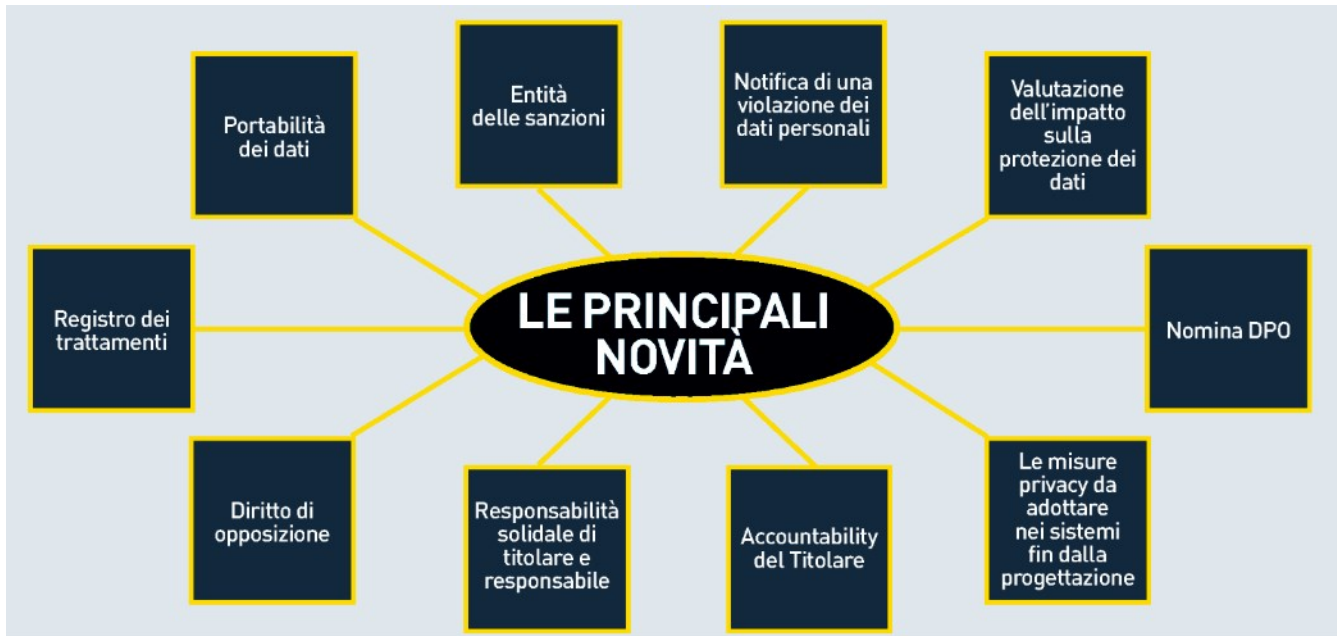 Portabilità
dei dati
Entità
delle sanzioni
Notifica di una
violazione dei
dati personali
Valutazione
dell'impatto
sulla
protezione dei
dati
Registro dei
trattamenti
LE PRINCIPALI
NOVITÀ
Nomina DPO
Diritto di
opposizione
Responsabilità
solidale di
titolare e
responsabile
Accountability
del Titolare
Le misure
privacy da
adottare
nei sistemi
fin dalla
progettazione